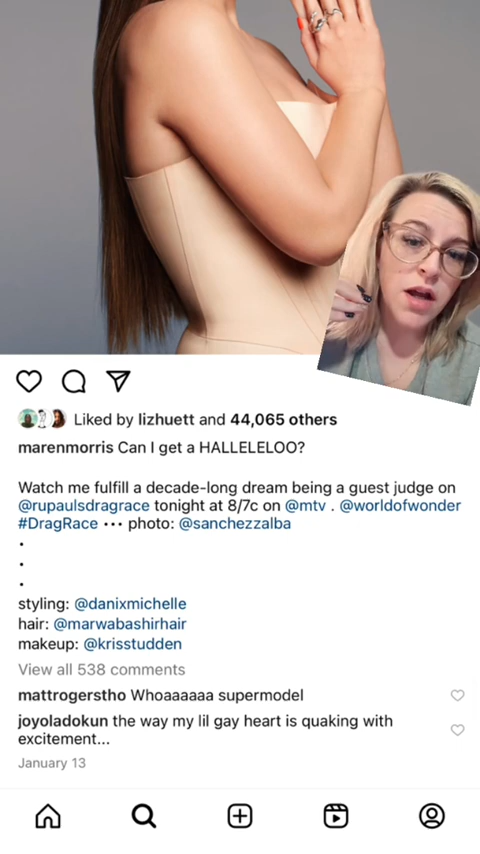 Liked by lizhuett and 44,065 others
marenmorris Can I get a HALLELELOO?
Watch me fulfill a decade-long dream being a guest judge on
@rupaulsdragrace tonight at 8/7c on @mtv . @worldofwonder
#DragRace ••• photo: @sanchezzalba
.
.
.
styling: @danixmichelle
hair: @marwabashirhair
makeup: @krisstudden
View all 538 comments
mattrogerstho Whoaaaaaa supermodel
joyoladokun the way my lil gay heart is quaking with
excitement...
January 13